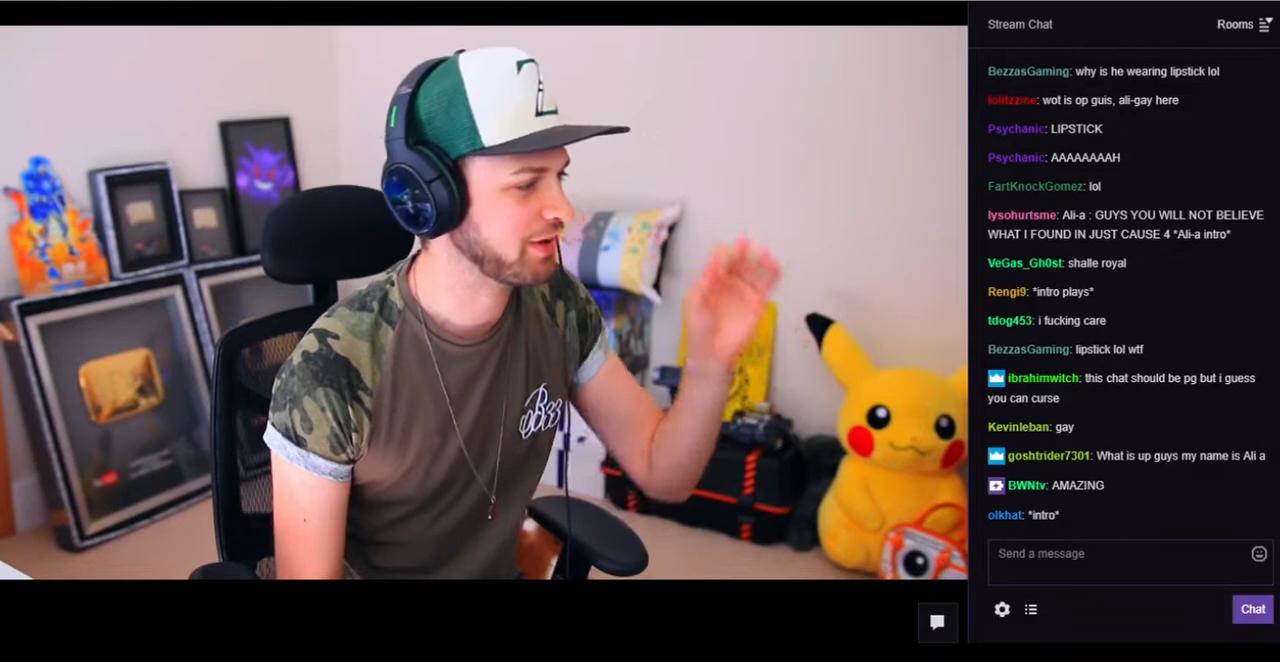 Stream Chat
Rooms
BezzasGaming: why is he wearing lipstick lol
lolitzzme: wot is op guis, ali-gay here
Psychanic: LIPSTICK
Psychanic: AAAAAAAAH
FartKnockGomez: lol
lysohurtsme: Ali-a : GUYS YOU WILL NOT BELIEVE
WHAT I FOUND IN JUST CAUSE 4 *Ali-a intro*
VeGas_Gh0st: shalle royal
Rengi9: *intro plays*
tdog453: i fucking care
BezzasGaming: lipstick lol wtf
ibrahimwitch: this chat should be pg but i guess
you can curse
Kevinleban: gay
goshtrider7301: What is up guys my name is Ali a
BWNtv: AMAZING
olkhat: *intro*
Send a message
Chat